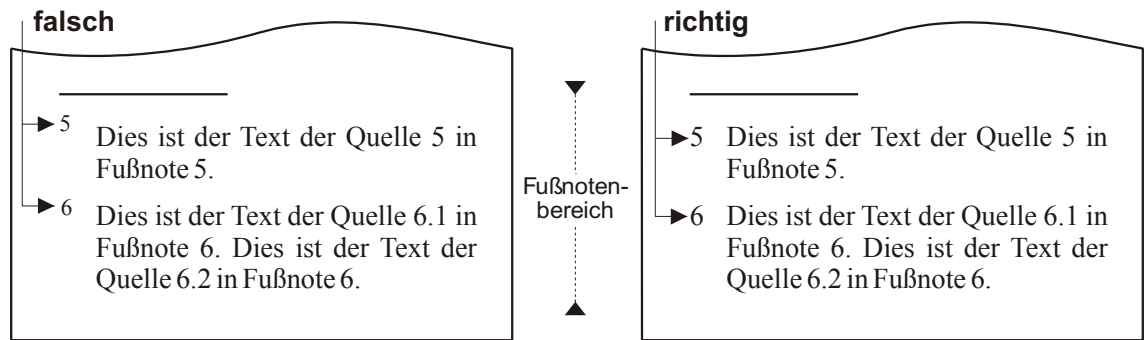 falsch
5 Dies ist der Text der Quelle 5 in
Fußnote 5.
6 Dies ist der Text der Quelle 6.1 in
Fußnote 6. Dies ist der Text der
Quelle 6.2 in Fußnote 6.
Fußnoten-
bereich
richtig
5 Dies ist der Text der Quelle 5 in
Fußnote 5.
6 Dies ist der Text der Quelle 6.1 in
Fußnote 6. Dies ist der Text der
Quelle 6.2 in Fußnote 6.